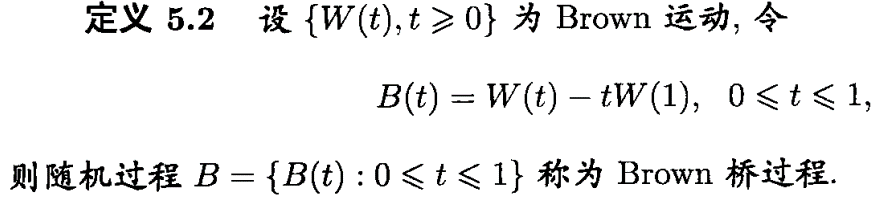 定义 5.2 设 {W(t), t ⩾ 0} 为 Brown 运动, 令
B(t) = W(t) − tW(1), 0 ⩽ t ⩽ 1,
则随机过程 B = {B(t) : 0 ⩽ t ⩽ 1} 称为 Brown 桥过程.